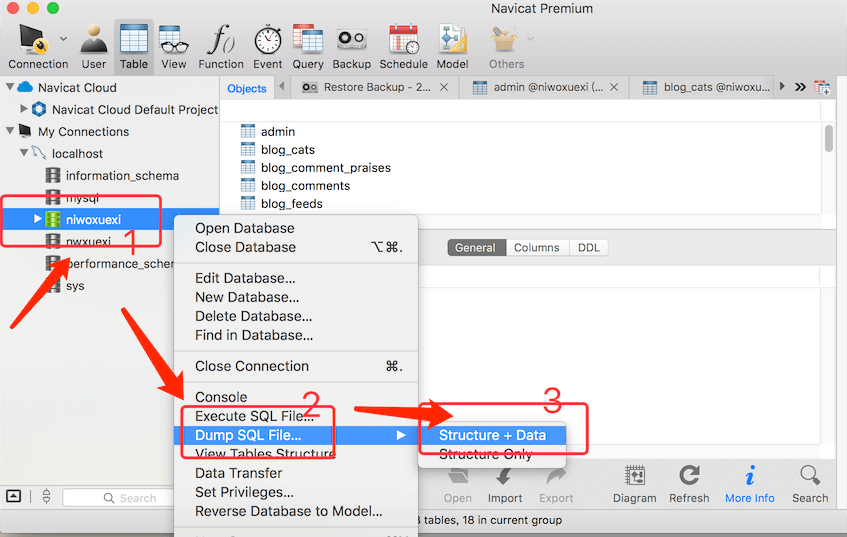 Navicat Premium
Connection User Table View Function Event Query Backup Schedule Model Others
Navicat Cloud
Navicat Cloud Default Project
My Connections
localhost
information_schema
mysql
niwoxuexi
1
nwxuexi
performance_schem
sys
Search
Objects
Restore Backup - 2...
admin @niwoxuexi (...
blog_cats @niwoxu...
admin
blog_cats
blog_comment_praises
blog_comments
blog_feeds
General Columns DDL
Open Database
Close Database ⌥⌘.
Edit Database...
New Database...
Delete Database...
Find in Database...
Close Connection ⌘.
Console
Execute SQL File...
2
Dump SQL File...
View Tables Structure
Data Transfer
Set Privileges...
Reverse Database to Model...
3
Structure + Data
Structure Only
Open Import Export Diagram Refresh More Info Search
tables, 18 in current group